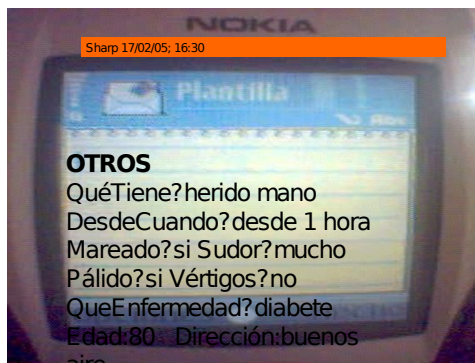 NOKIA
Sharp 17/02/05; 16:30
Plantilla
OTROS
QuéTiene?herido mano
DesdeCuando?desde 1 hora
Mareado?si Sudor?mucho
Pálido?si Vértigos?no
QueEnfermedad?diabete
Edad:80 Dirección:buenos